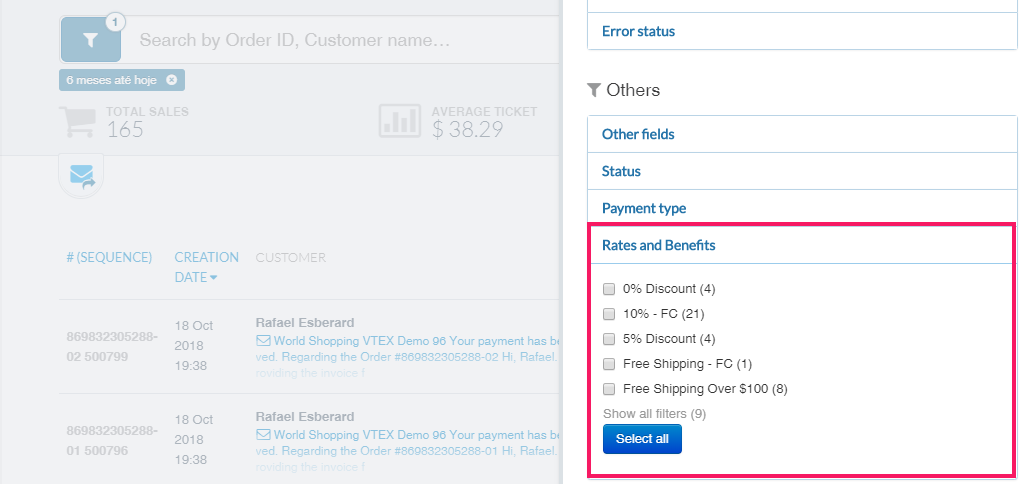 1
Search by Order ID, Customer name…
6 meses até hoje
TOTAL SALES
165
AVERAGE TICKET
$ 38.29
# (SEQUENCE)
CREATION
DATE
CUSTOMER
869832305288-
02 500799
18 Oct
2018
19:38
Rafael Esberard
World Shopping VTEX Demo 96 Your payment has be
ved. Regarding the Order #869832305288-02 Hi, Rafael.
roviding the invoice f
869832305288-
01 500796
18 Oct
2018
19:38
Rafael Esberard
World Shopping VTEX Demo 96 Your payment has be
ved. Regarding the Order #869832305288-01 Hi, Rafael.
roviding the invoice f
Error status
Others
Other fields
Status
Payment type
Rates and Benefits
0% Discount (4)
10% - FC (21)
5% Discount (4)
Free Shipping - FC (1)
Free Shipping Over $100 (8)
Show all filters (9)
Select all